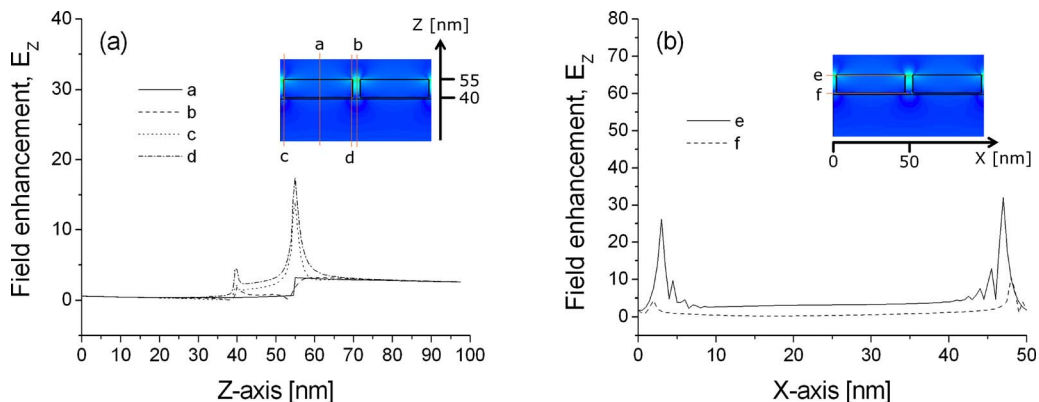 (a)
Field enhancement, E_Z
40
30
20
10
0
0 10 20 30 40 50 60 70 80 90 100
Z-axis [nm]
a
b
c
d
Z [nm]
a b
55
40
c d
(b)
Field enhancement, E_Z
80
70
60
50
40
30
20
10
0
0 10 20 30 40 50
X-axis [nm]
e
f
e
f
0 50 X [nm]